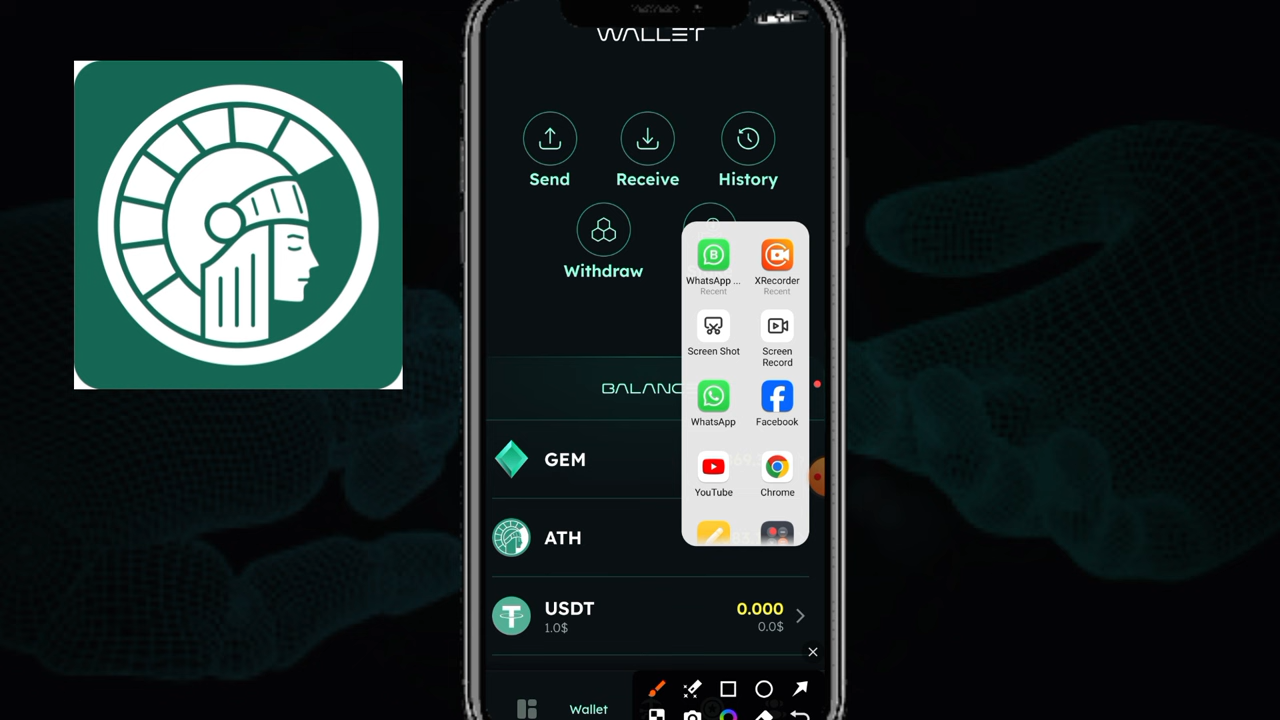 WALLET
Send
Receive
History
Withdraw
WhatsApp ...
Recent
XRecorder
Recent
Screen Shot
Screen
Record
BALANC
WhatsApp
Facebook
GEM
YouTube
Chrome
ATH
USDT
0.000
1.0$
0.0$
Wallet